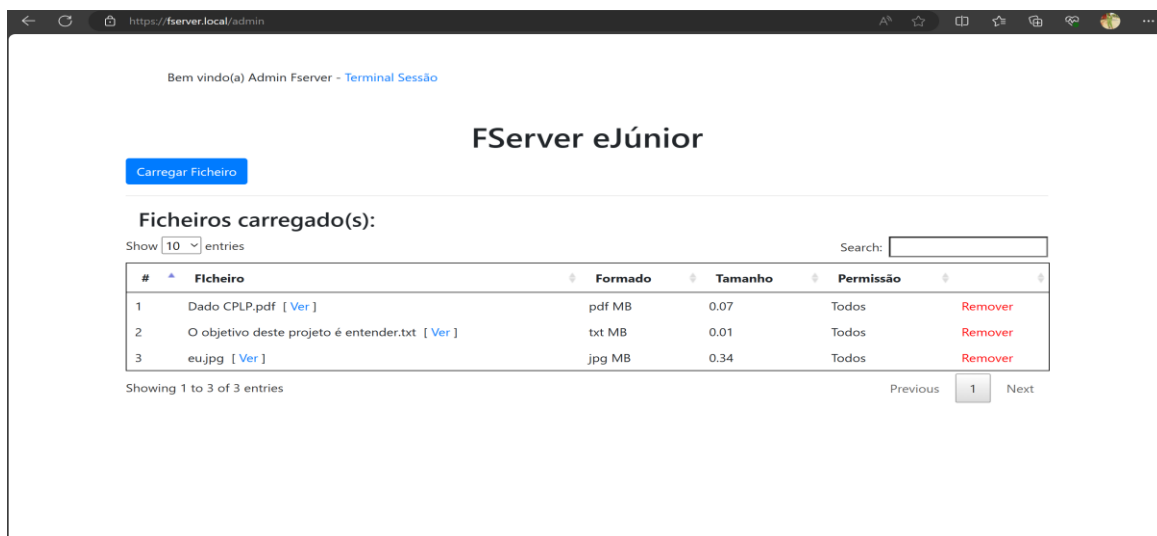 https://fserver.local/admin
Bem vindo(a) Admin Fserver - Terminal Sessão
FServer eJúnior
Carregar Ficheiro
Ficheiros carregado(s):
Show 10 entries Search:
# FIcheiro Formado Tamanho Permissão
1 Dado CPLP.pdf [ Ver ] pdf MB 0.07 Todos Remover
2 O objetivo deste projeto é entender.txt [ Ver ] txt MB 0.01 Todos Remover
3 eu.jpg [ Ver ] jpg MB 0.34 Todos Remover
Showing 1 to 3 of 3 entries Previous 1 Next